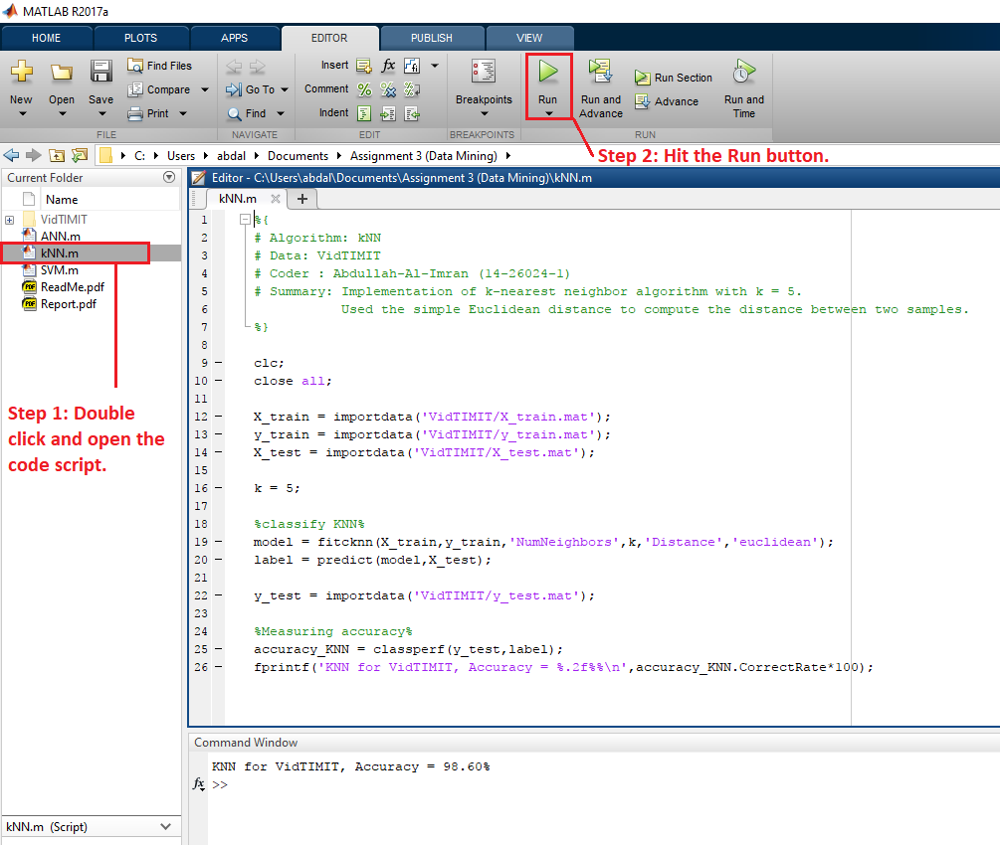 MATLAB R2017a
HOME PLOTS APPS EDITOR PUBLISH VIEW
New
Open
Save
Find Files
Compare
Print
FILE
Go To
Find
NAVIGATE
Insert fx
Comment
Indent
EDIT
Breakpoints
BREAKPOINTS
Run
Run and
Advance
Run Section
Advance
Run and
Time
RUN
Step 2: Hit the Run button.
C: Users abdal Documents Assignment 3 (Data Mining)
Current Folder
Name
VidTIMIT
ANN.m
kNN.m
SVM.m
ReadMe.pdf
Report.pdf
Step 1: Double
click and open the
code script.
kNN.m (Script)
Editor - C:\Users\abdal\Documents\Assignment 3 (Data Mining)\kNN.m
kNN.m
1 %{
2 # Algorithm: kNN
3 # Data: VidTIMIT
4 # Coder : Abdullah-Al-Imran (14-26024-1)
5 # Summary: Implementation of k-nearest neighbor algorithm with k = 5.
6 Used the simple Euclidean distance to compute the distance between two samples.
7 %}
8
9 clc;
10 close all;
11
12 X_train = importdata('VidTIMIT/X_train.mat');
13 y_train = importdata('VidTIMIT/y_train.mat');
14 X_test = importdata('VidTIMIT/X_test.mat');
15
16 k = 5;
17
18 %classify KNN%
19 model = fitcknn(X_train,y_train,'NumNeighbors',k,'Distance','euclidean');
20 label = predict(model,X_test);
21
22 y_test = importdata('VidTIMIT/y_test.mat');
23
24 %Measuring accuracy%
25 accuracy_KNN = classperf(y_test,label);
26 fprintf('KNN for VidTIMIT, Accuracy = %.2f%%\n',accuracy_KNN.CorrectRate*100);
Command Window
KNN for VidTIMIT, Accuracy = 98.60%
fx >>